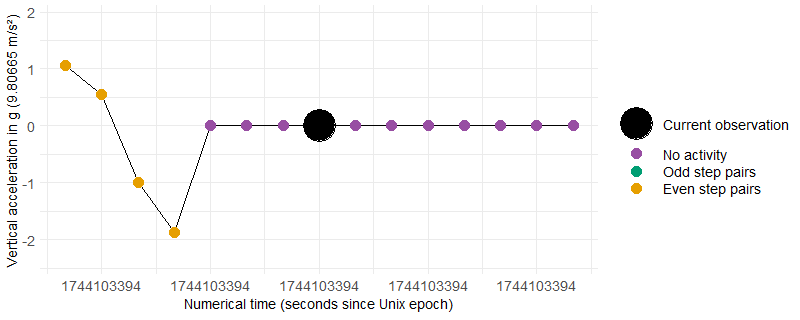 Vertical acceleration in g (9.80665 m/s²)
2
1
0
-1
-2
1744103394 1744103394 1744103394 1744103394 1744103394
Numerical time (seconds since Unix epoch)
Current observation
No activity
Odd step pairs
Even step pairs